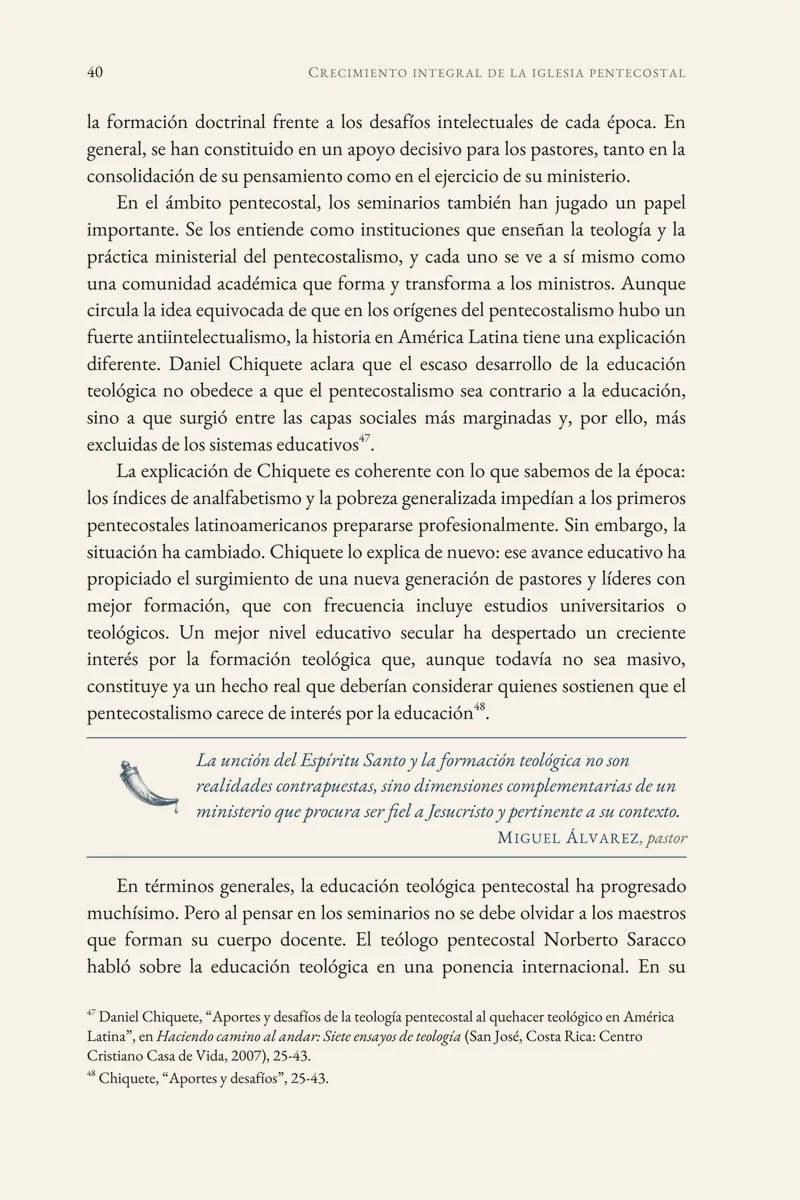 40
CRECIMIENTO INTEGRAL DE LA IGLESIA PENTECOSTAL
la formación doctrinal frente a los desafíos intelectuales de cada época. En
general, se han constituido en un apoyo decisivo para los pastores, tanto en la
consolidación de su pensamiento como en el ejercicio de su ministerio.
En el ámbito pentecostal, los seminarios también han jugado un papel
importante. Se los entiende como instituciones que enseñan la teología y la
práctica ministerial del pentecostalismo, y cada uno se ve a sí mismo como
una comunidad académica que forma y transforma a los ministros. Aunque
circula la idea equivocada de que en los orígenes del pentecostalismo hubo un
fuerte antiintelectualismo, la historia en América Latina tiene una explicación
diferente. Daniel Chiquete aclara que el escaso desarrollo de la educación
teológica no obedece a que el pentecostalismo sea contrario a la educación,
sino a que surgió entre las capas sociales más marginadas y, por ello, más
excluidas de los sistemas educativos47.
La explicación de Chiquete es coherente con lo que sabemos de la época:
los índices de analfabetismo y la pobreza generalizada impedían a los primeros
pentecostales latinoamericanos prepararse profesionalmente. Sin embargo, la
situación ha cambiado. Chiquete lo explica de nuevo: ese avance educativo ha
propiciado el surgimiento de una nueva generación de pastores y líderes con
mejor formación, que con frecuencia incluye estudios universitarios o
teológicos. Un mejor nivel educativo secular ha despertado un creciente
interés por la formación teológica que, aunque todavía no sea masivo,
constituye ya un hecho real que deberían considerar quienes sostienen que el
pentecostalismo carece de interés por la educación48.
La unción del Espíritu Santo y la formación teológica no son
realidades contrapuestas, sino dimensiones complementarias de un
ministerio que procura ser fiel a Jesucristo y pertinente a su contexto.
MIGUEL ÁLVAREZ, pastor
En términos generales, la educación teológica pentecostal ha progresado
muchísimo. Pero al pensar en los seminarios no se debe olvidar a los maestros
que forman su cuerpo docente. El teólogo pentecostal Norberto Saracco
habló sobre la educación teológica en una ponencia internacional. En su
47 Daniel Chiquete, “Aportes y desafíos de la teología pentecostal al quehacer teológico en América
Latina”, en Haciendo camino al andar: Siete ensayos de teología (San José, Costa Rica: Centro
Cristiano Casa de Vida, 2007), 25-43.
48 Chiquete, “Aportes y desafíos”, 25-43.